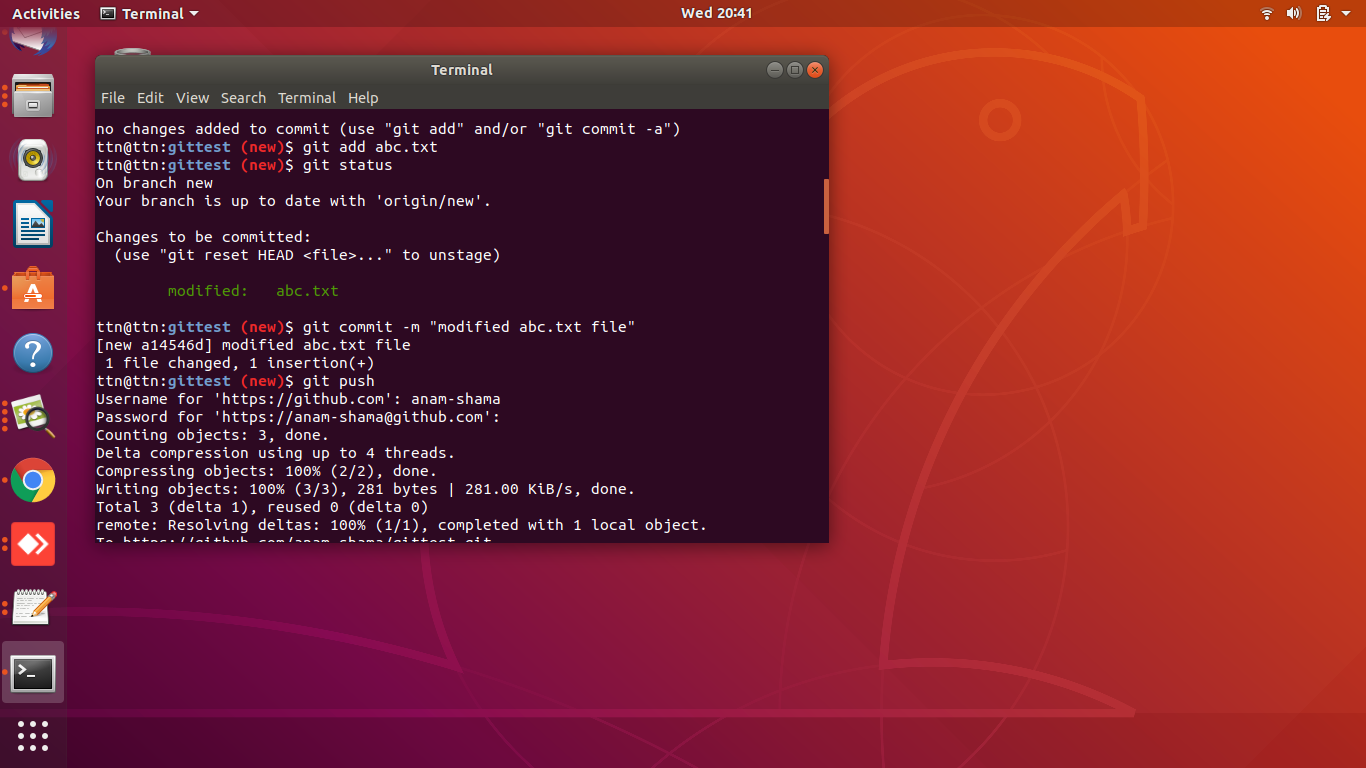 Activities Terminal Wed 20:41
Terminal
File Edit View Search Terminal Help
no changes added to commit (use "git add" and/or "git commit -a")
ttn@ttn:gittest (new)$ git add abc.txt
ttn@ttn:gittest (new)$ git status
On branch new
Your branch is up to date with 'origin/new'.
Changes to be committed:
  (use "git reset HEAD <file>..." to unstage)
        modified:   abc.txt
ttn@ttn:gittest (new)$ git commit -m "modified abc.txt file"
[new a14546d] modified abc.txt file
 1 file changed, 1 insertion(+)
ttn@ttn:gittest (new)$ git push
Username for 'https://github.com': anam-shama
Password for 'https://anam-shama@github.com':
Counting objects: 3, done.
Delta compression using up to 4 threads.
Compressing objects: 100% (2/2), done.
Writing objects: 100% (3/3), 281 bytes | 281.00 KiB/s, done.
Total 3 (delta 1), reused 0 (delta 0)
remote: Resolving deltas: 100% (1/1), completed with 1 local object.
To https://github.com/anam-shama/gittest.git